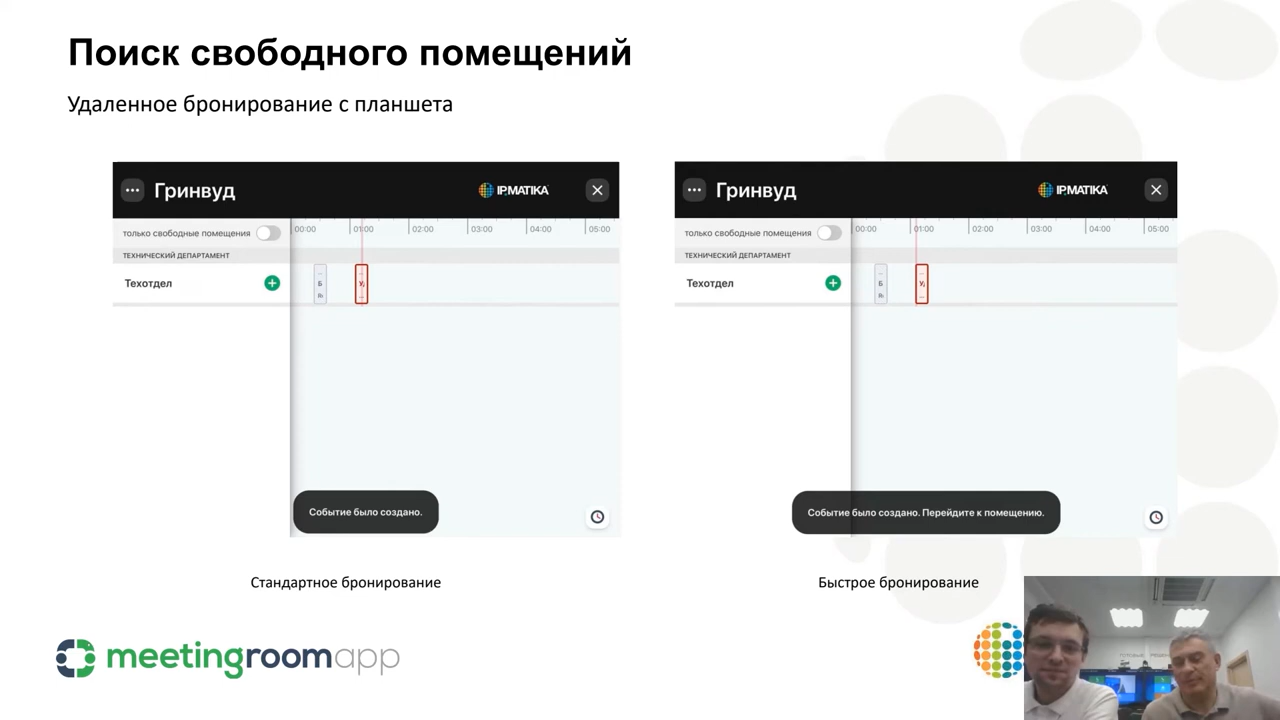 Поиск свободного помещений
Удаленное бронирование с планшета
Гринвуд
IPMATIKA
только свободные помещения
00:00 01:00 02:00 03:00 04:00 05:00
ТЕХНИЧЕСКИЙ ДЕПАРТАМЕНТ
Техотдел
Б
№
У
Событие было создано.
Стандартное бронирование
Гринвуд
IPMATIKA
только свободные помещения
00:00 01:00 02:00 03:00 04:00 05:00
ТЕХНИЧЕСКИЙ ДЕПАРТАМЕНТ
Техотдел
Б
№
У
Событие было создано. Перейдите к помещению.
Быстрое бронирование
meetingroomapp
ГОТОВЫЕ